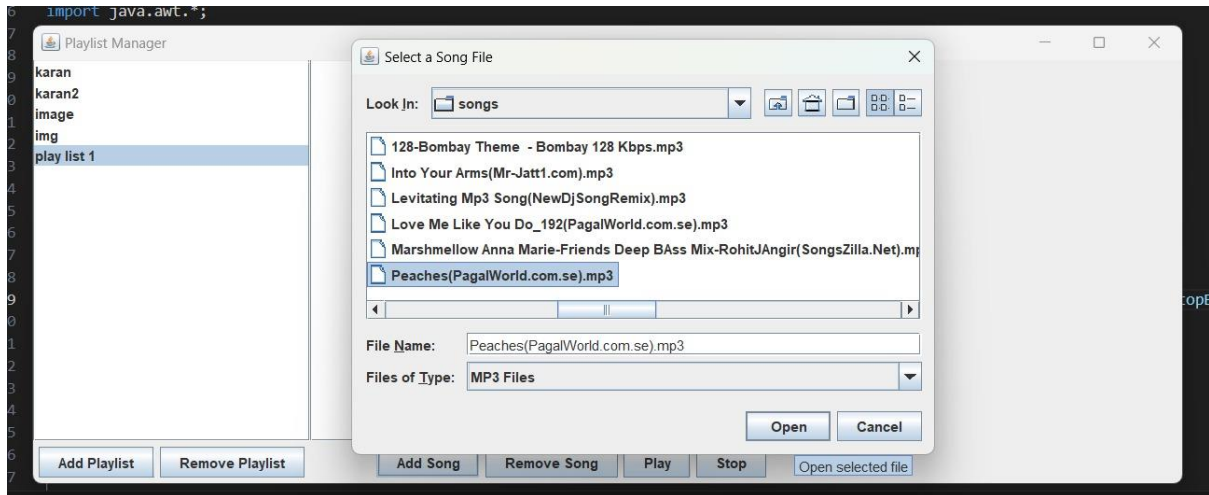 import java.awt.*;
Playlist Manager
karan
karan2
image
img
play list 1
Select a Song File
Look In: songs
128-Bombay Theme - Bombay 128 Kbps.mp3
Into Your Arms(Mr-Jatt1.com).mp3
Levitating Mp3 Song(NewDjSongRemix).mp3
Love Me Like You Do_192(PagalWorld.com.se).mp3
Marshmellow Anna Marie-Friends Deep BAss Mix-RohitJAngir(SongsZilla.Net).mp
Peaches(PagalWorld.com.se).mp3
File Name: Peaches(PagalWorld.com.se).mp3
Files of Type: MP3 Files
Open Cancel
Add Playlist Remove Playlist Add Song Remove Song Play Stop Open selected file